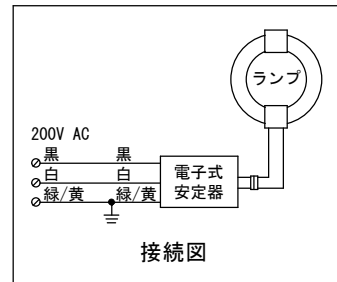 ランプ
200V AC
黒 黒
白 白
緑/黄 緑/黄
電子式
安定器
接続図